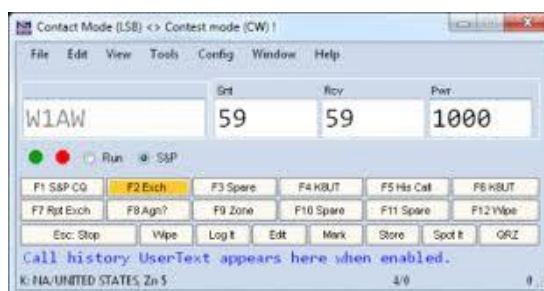 Contact Mode (LSB) <> Contest mode (CW) !
File Edit View Tools Config Window Help
Snt Rcv Pwr
W1AW 59 59 1000
Run S&P
F1 S&P CQ F2 Exch F3 Spare F4 K8UT F5 His Call F6 K8UT
F7 Rpt Exch F8 Agn? F9 Zone F10 Spare F11 Spare F12 Wipe
Esc: Stop Wipe Log It Edit Mark Store Spot It QRZ
Call history UserText appears here when enabled.
K: NA/UNITED STATES, Zn 5 4/0 0